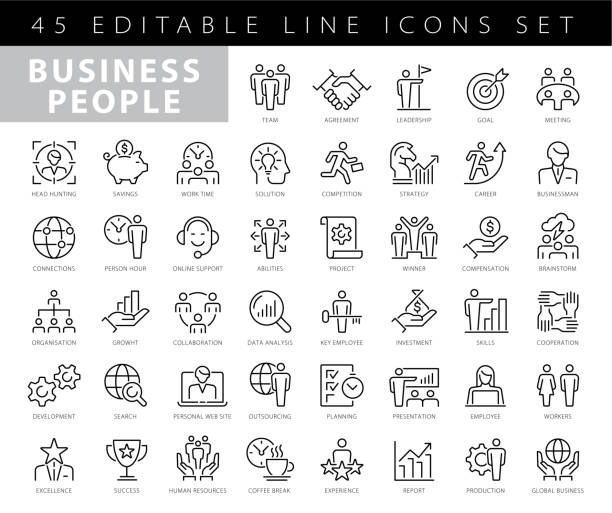 45 EDITABLE LINE ICONS SET
BUSINESS
PEOPLE
TEAM AGREEMENT LEADERSHIP GOAL MEETING
HEAD HUNTING SAVINGS WORK TIME SOLUTION COMPETITION STRATEGY CAREER BUSINESSMAN
CONNECTIONS PERSON HOUR ONLINE SUPPORT ABILITIES PROJECT WINNER COMPENSATION BRAINSTORM
ORGANISATION GROWHT COLLABORATION DATA ANALYSIS KEY EMPLOYEE INVESTMENT SKILLS COOPERATION
DEVELOPMENT SEARCH PERSONAL WEB SITE OUTSOURCING PLANNING PRESENTATION EMPLOYEE WORKERS
EXCELLENCE SUCCESS HUMAN RESOURCES COFFEE BREAK EXPERIENCE REPORT PRODUCTION GLOBAL BUSINESS